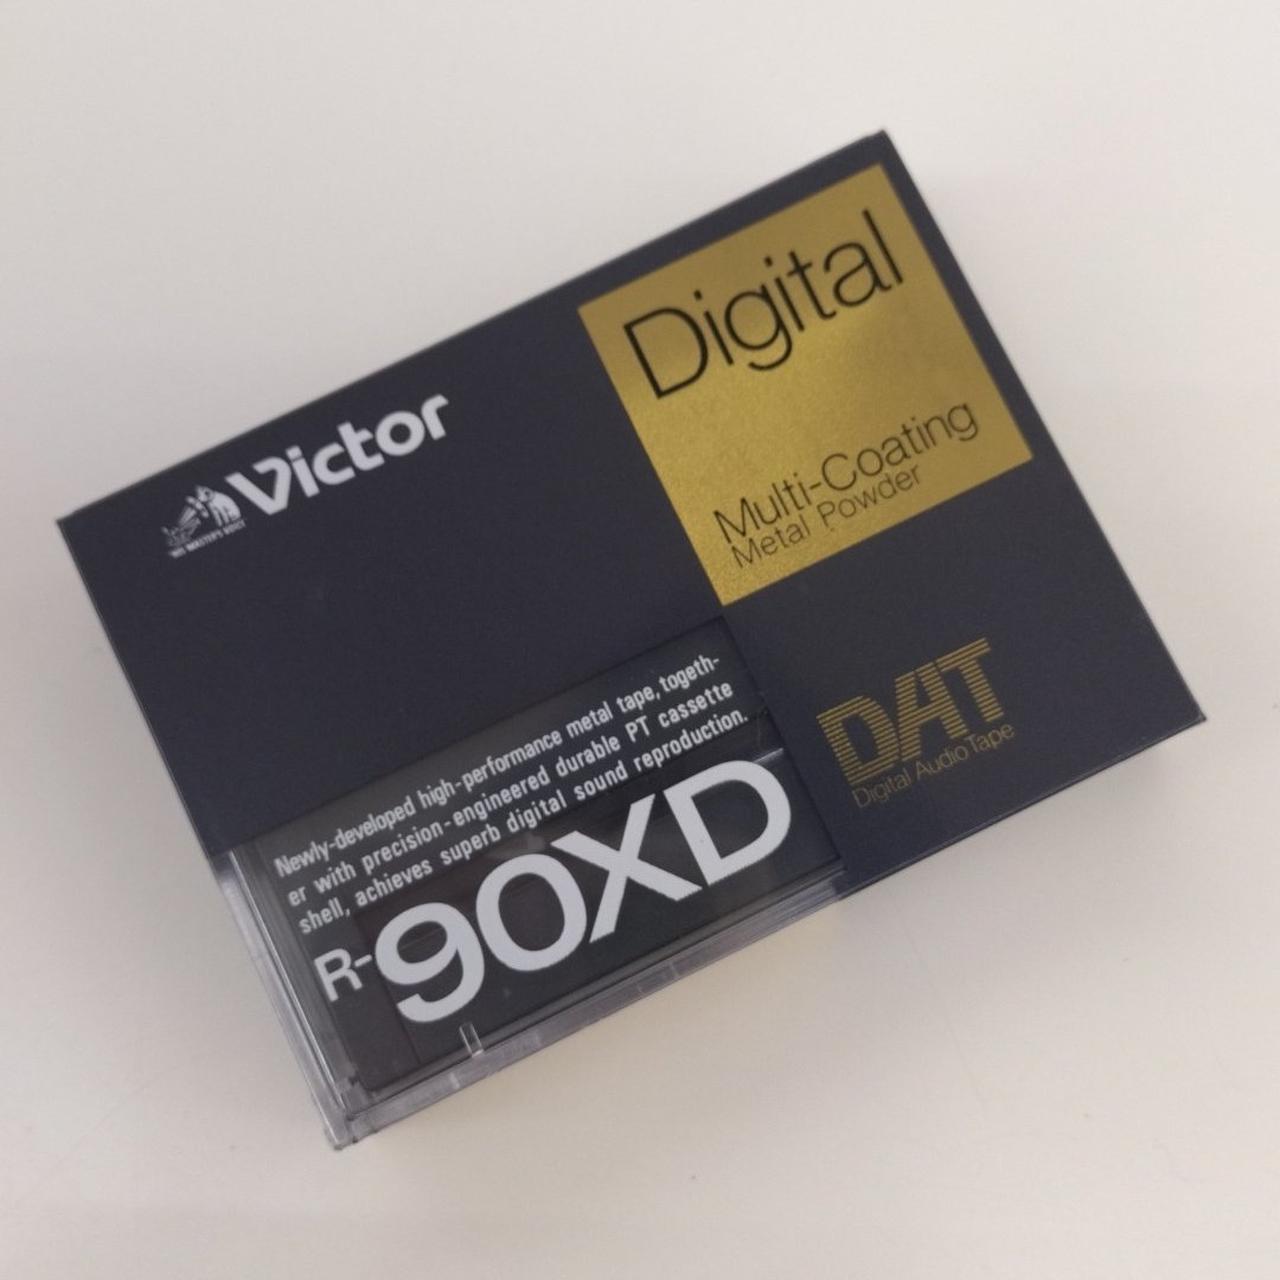 Digital
Multi-Coating
Metal Powder
Victor
"HIS MASTER'S VOICE"
Newly-developed high-performance metal tape, togeth-
er with precision-engineered durable PT cassette
shell, achieves superb digital sound reproduction.
R-90XD
DAT
Digital Audio Tape